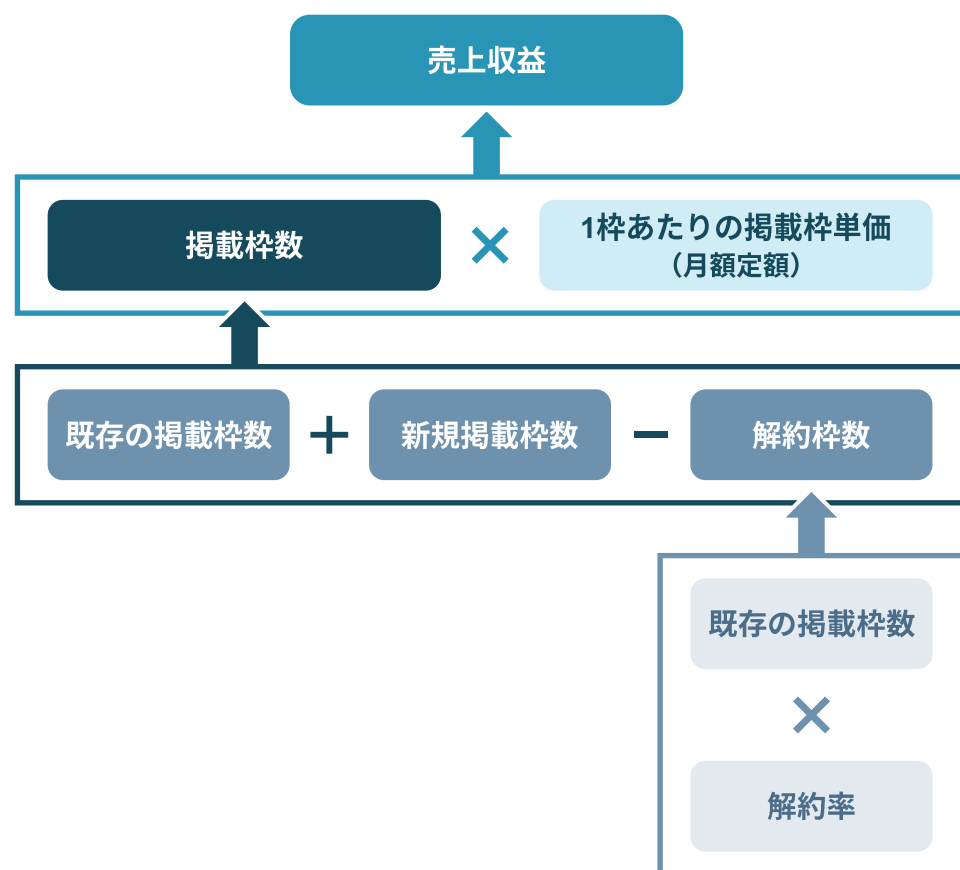 売上収益
掲載枠数
×
1枠あたりの掲載枠単価
（月額定額）
既存の掲載枠数
+
新規掲載枠数
−
解約枠数
既存の掲載枠数
×
解約率